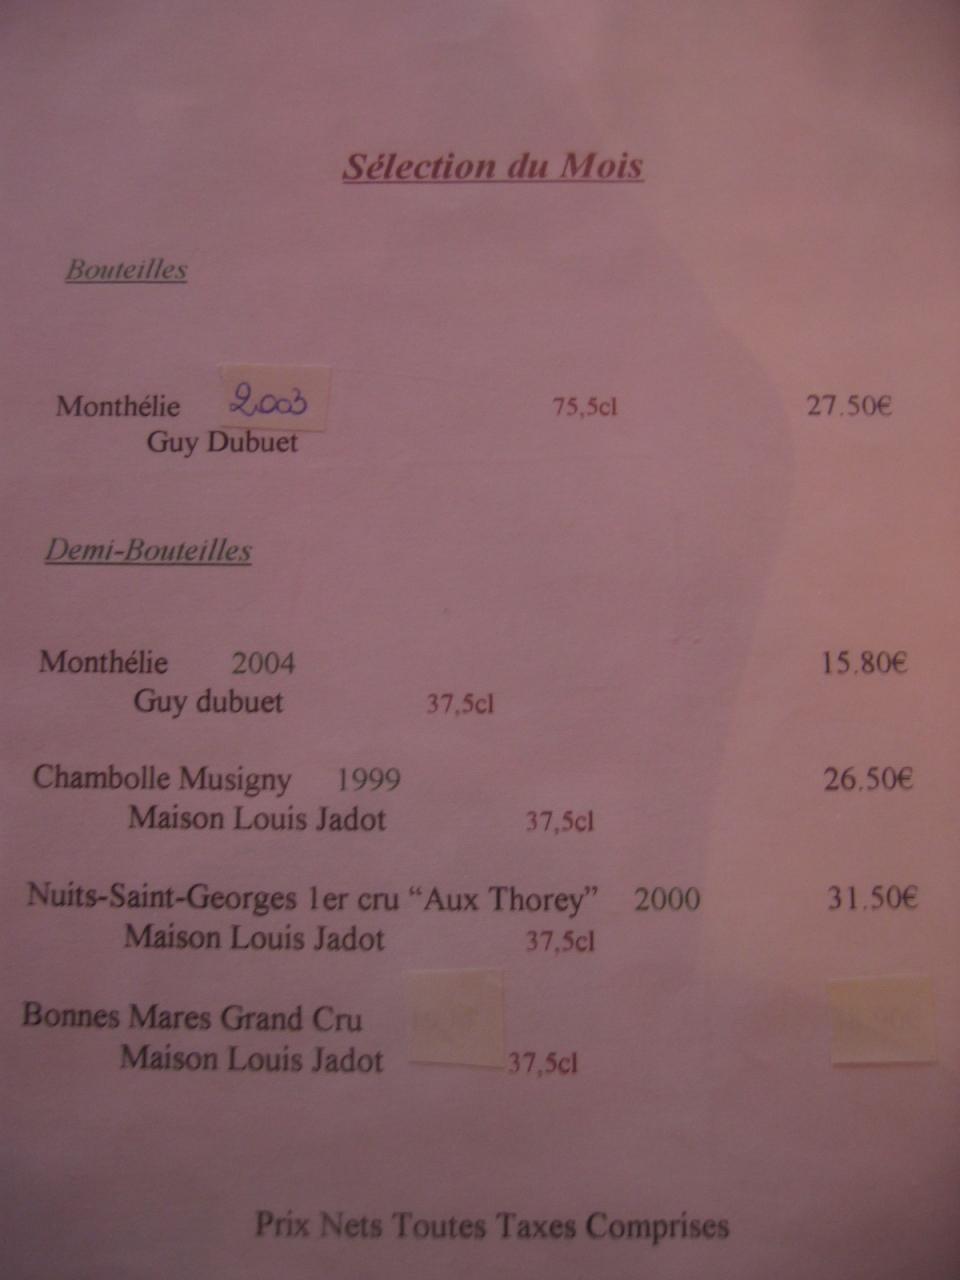 Sélection du Mois
Bouteilles
Monthélie 2003 75,5cl 27.50€
Guy Dubuet
Demi-Bouteilles
Monthélie 2004 15.80€
Guy dubuet 37,5cl
Chambolle Musigny 1999 26.50€
Maison Louis Jadot 37,5cl
Nuits-Saint-Georges 1er cru “Aux Thorey” 2000 31.50€
Maison Louis Jadot 37,5cl
Bonnes Mares Grand Cru
Maison Louis Jadot 37,5cl
Prix Nets Toutes Taxes Comprises